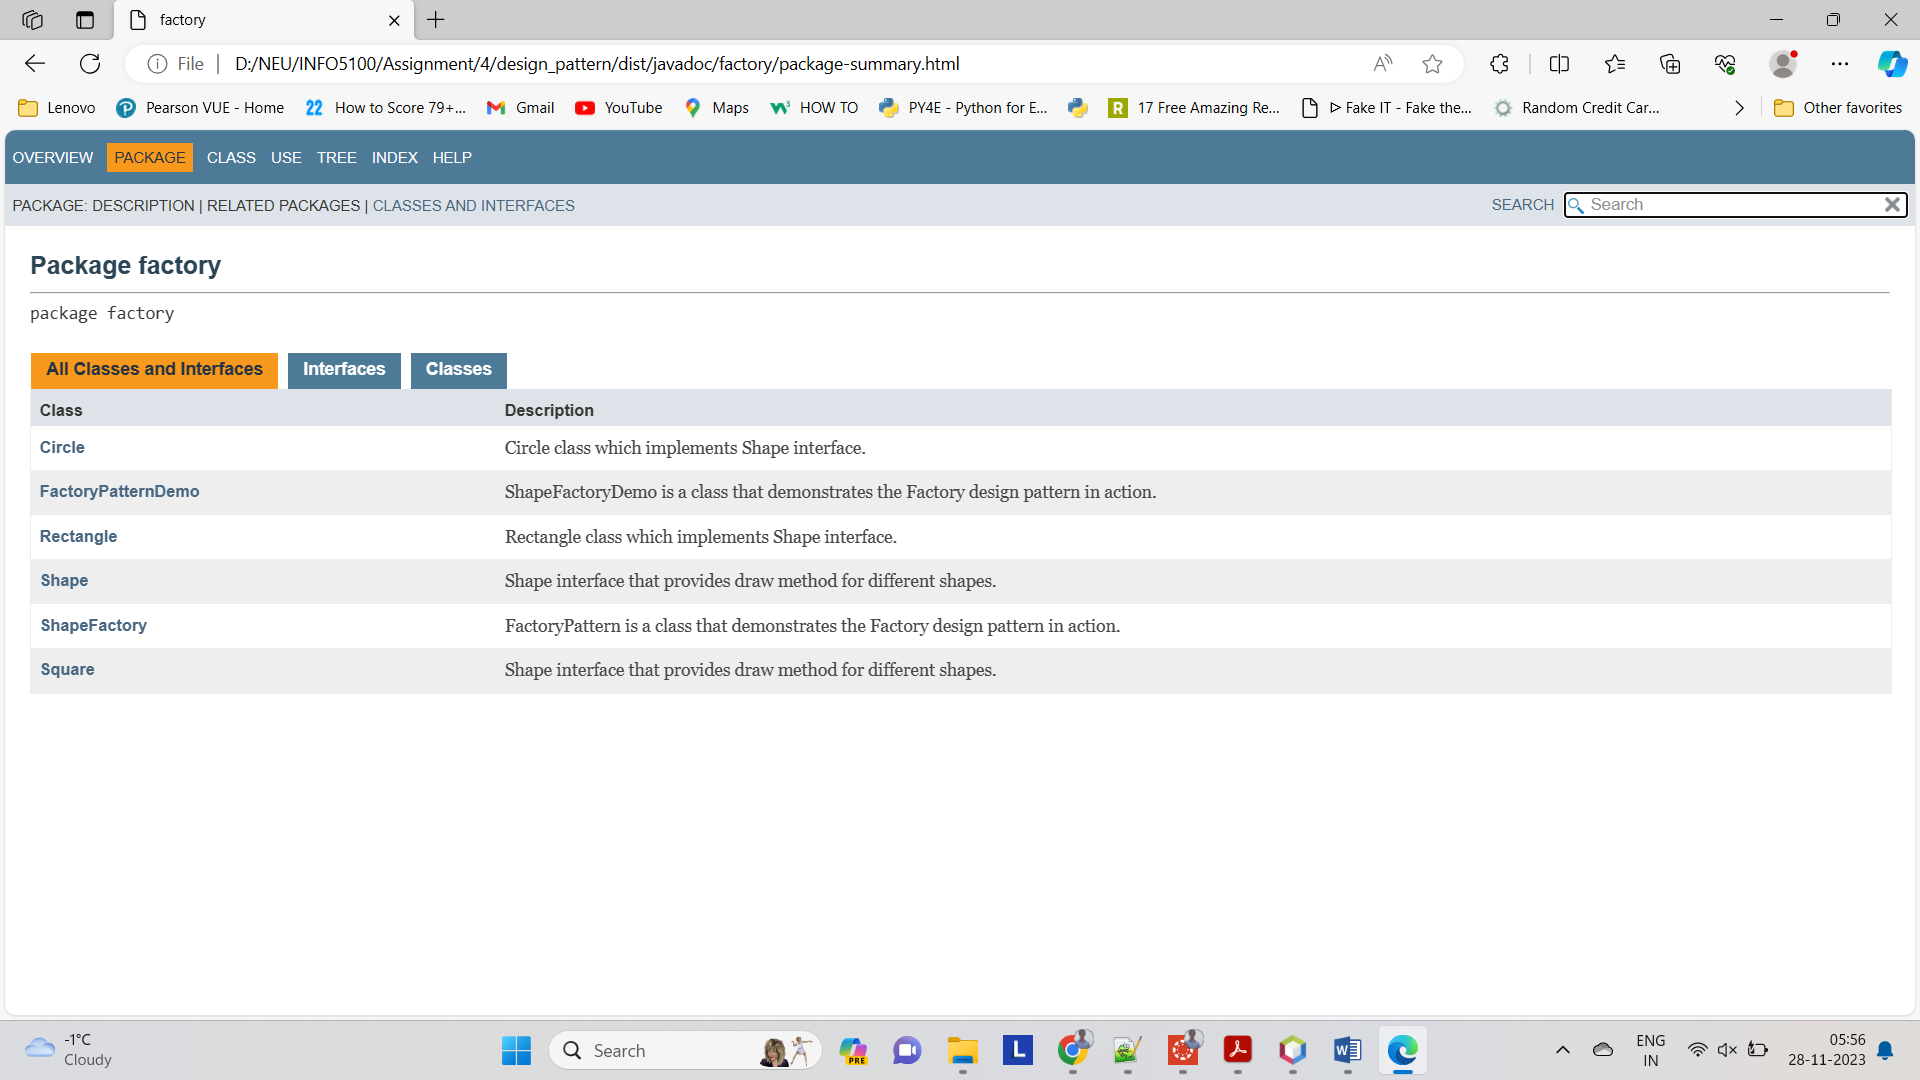 factory
File
D:/NEU/INFO5100/Assignment/4/design_pattern/dist/javadoc/factory/package-summary.html
Lenovo Pearson VUE - Home 22 How to Score 79+... Gmail YouTube Maps HOW TO PY4E - Python for E... R 17 Free Amazing Re... ᐅ Fake IT - Fake the... Random Credit Car... Other favorites
OVERVIEW PACKAGE CLASS USE TREE INDEX HELP
PACKAGE: DESCRIPTION | RELATED PACKAGES | CLASSES AND INTERFACES SEARCH Search
Package factory
package factory
All Classes and Interfaces Interfaces Classes
Class Description
Circle Circle class which implements Shape interface.
FactoryPatternDemo ShapeFactoryDemo is a class that demonstrates the Factory design pattern in action.
Rectangle Rectangle class which implements Shape interface.
Shape Shape interface that provides draw method for different shapes.
ShapeFactory FactoryPattern is a class that demonstrates the Factory design pattern in action.
Square Shape interface that provides draw method for different shapes.
-1°C
Cloudy
Search
PRE
L
ENG
IN
05:56
28-11-2023